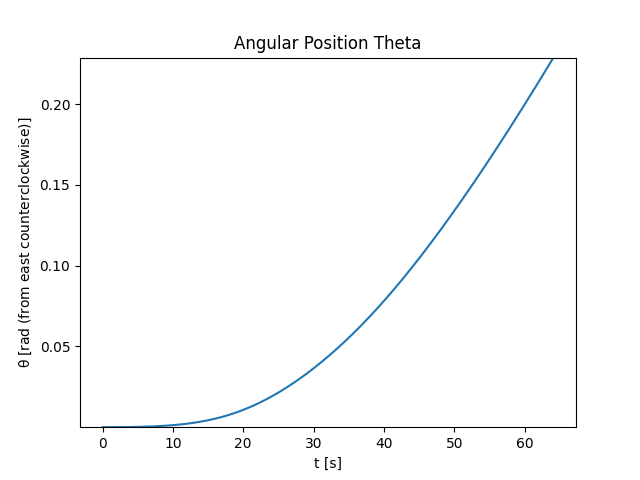 Angular Position Theta
θ [rad (from east counterclockwise)]
0.20
0.15
0.10
0.05
0 10 20 30 40 50 60
t [s]